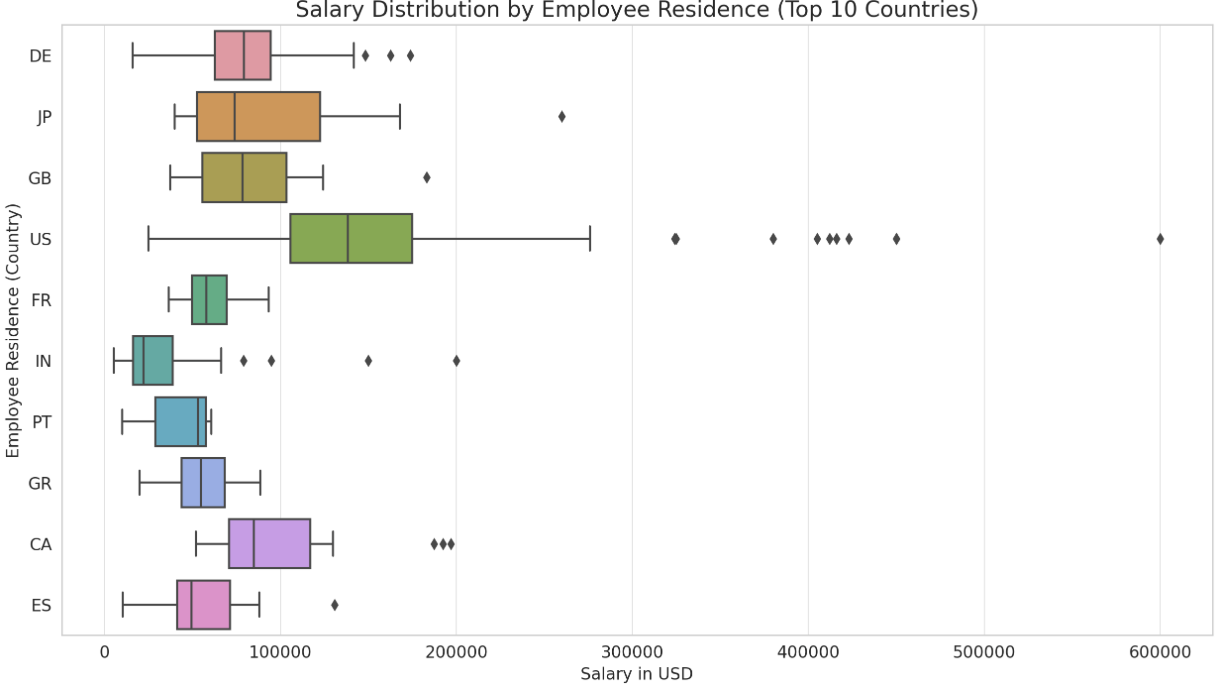 Salary Distribution by Employee Residence (Top 10 Countries)
Employee Residence (Country)
DE
JP
GB
US
FR
IN
PT
GR
CA
ES
0 100000 200000 300000 400000 500000 600000
Salary in USD